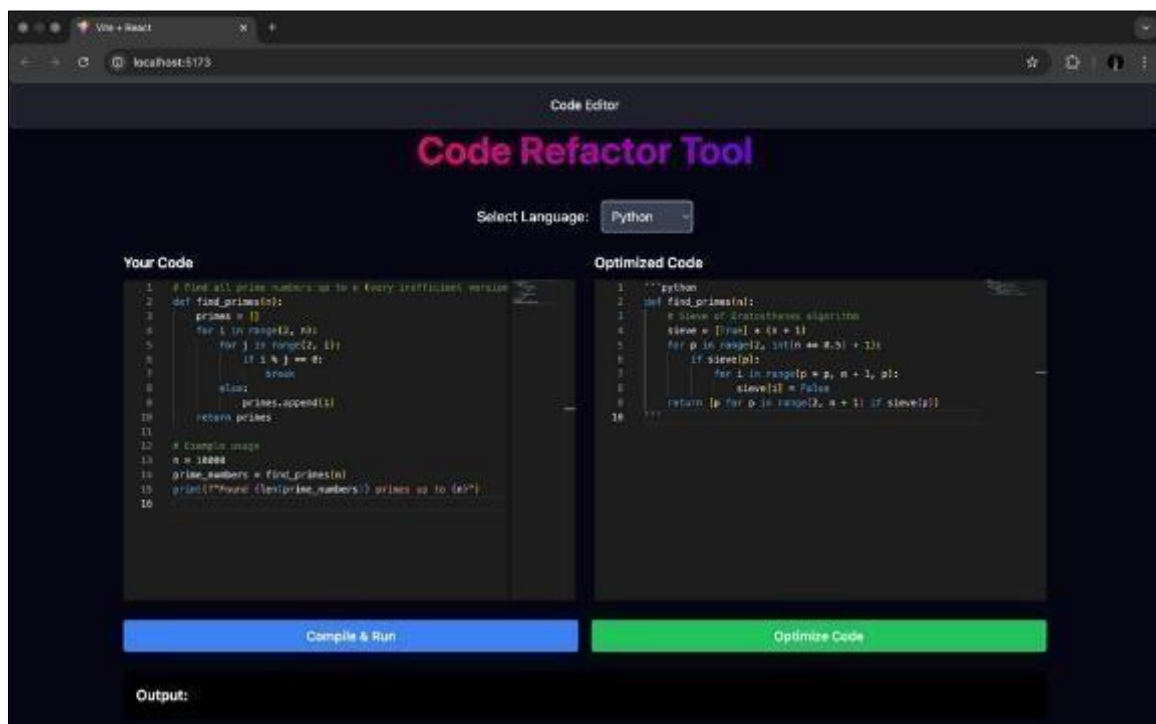 Vite + React
localhost:5173
Code Editor
Code Refactor Tool
Select Language: Python
Your Code
1 # Find all prime numbers up to n (very inefficient version
2 def find_primes(n):
3 primes = []
4 for i in range(2, n):
5 for j in range(2, i):
6 if i % j == 0:
7 break
8 else:
9 primes.append(i)
10 return primes
11
12 # Example usage
13 n = 10000
14 prime_numbers = find_primes(n)
15 print(f"Found {len(prime_numbers)} primes up to {n}")
16
Optimized Code
1 ```python
2 def find_primes(n):
3 # Sieve of Eratosthenes algorithm
4 sieve = [True] * (n + 1)
5 for p in range(2, int(n ** 0.5) + 1):
6 if sieve[p]:
7 for i in range(p * p, n + 1, p):
8 sieve[i] = False
9 return [p for p in range(2, n + 1) if sieve[p]]
10 ```
Compile & Run
Optimize Code
Output: